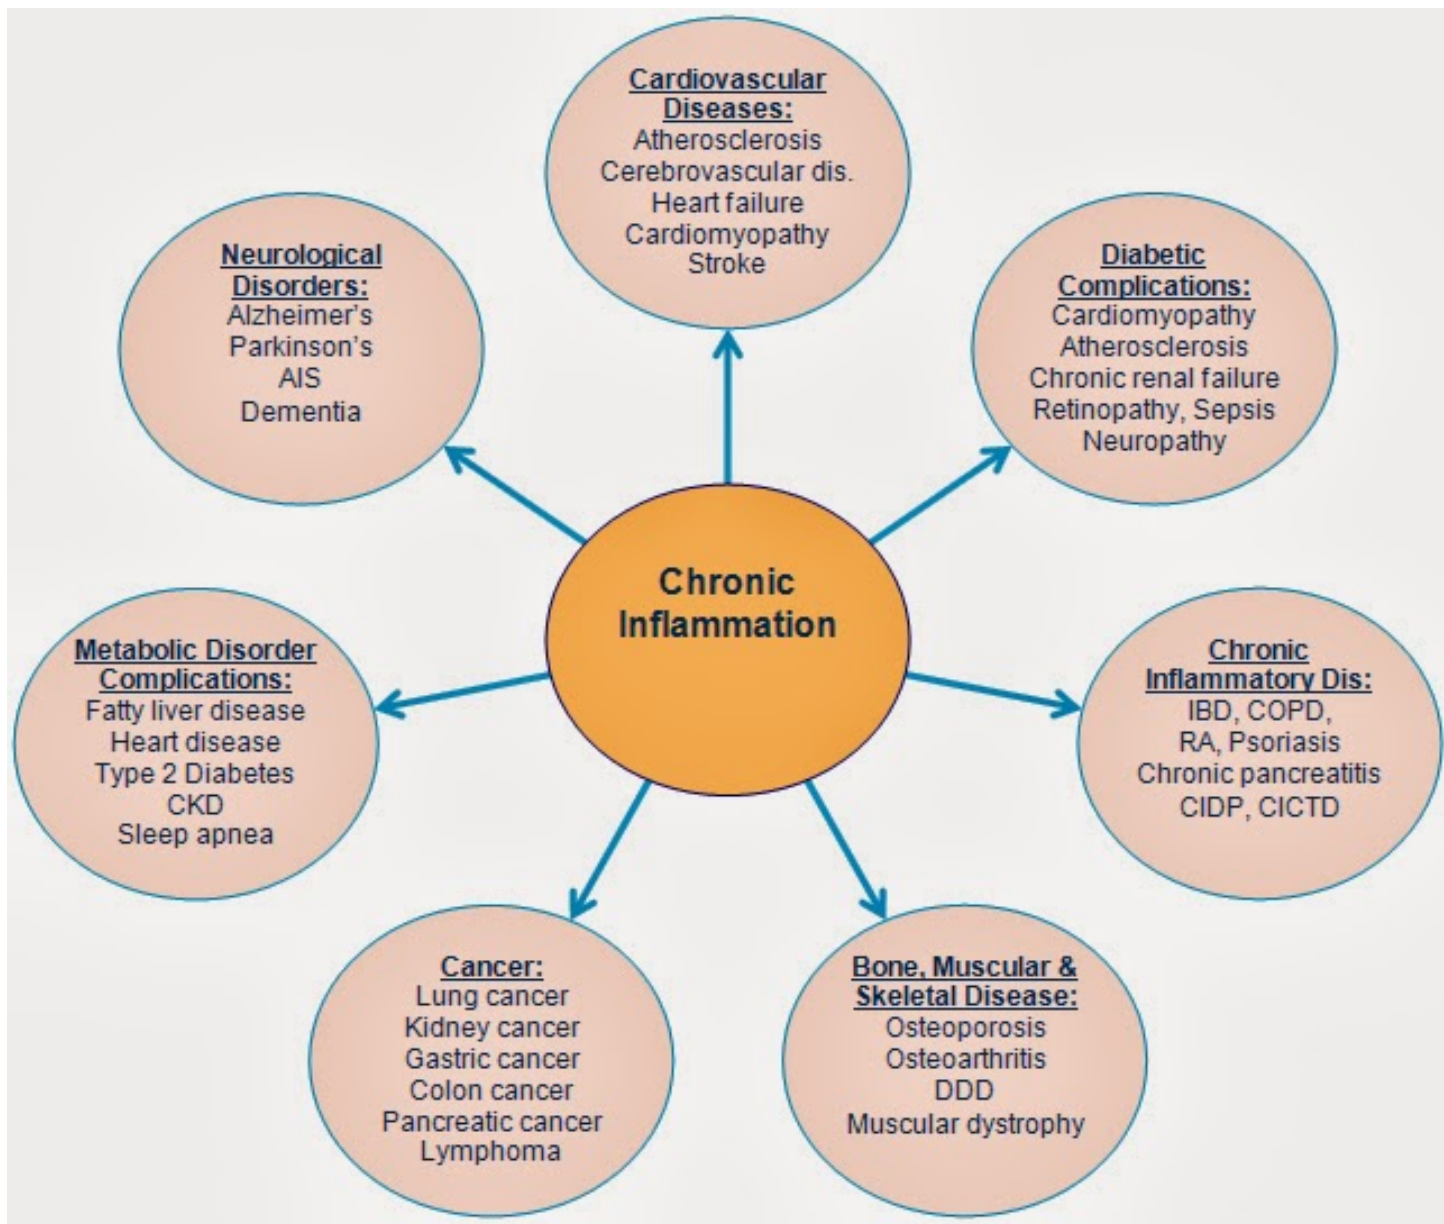 Cardiovascular
Diseases:
Atherosclerosis
Cerebrovascular dis.
Heart failure
Cardiomyopathy
Stroke
Neurological
Disorders:
Alzheimer’s
Parkinson’s
AIS
Dementia
Diabetic
Complications:
Cardiomyopathy
Atherosclerosis
Chronic renal failure
Retinopathy, Sepsis
Neuropathy
Chronic
Inflammation
Metabolic Disorder
Complications:
Fatty liver disease
Heart disease
Type 2 Diabetes
CKD
Sleep apnea
Chronic
Inflammatory Dis:
IBD, COPD,
RA, Psoriasis
Chronic pancreatitis
CIDP, CICTD
Cancer:
Lung cancer
Kidney cancer
Gastric cancer
Colon cancer
Pancreatic cancer
Lymphoma
Bone, Muscular &
Skeletal Disease:
Osteoporosis
Osteoarthritis
DDD
Muscular dystrophy